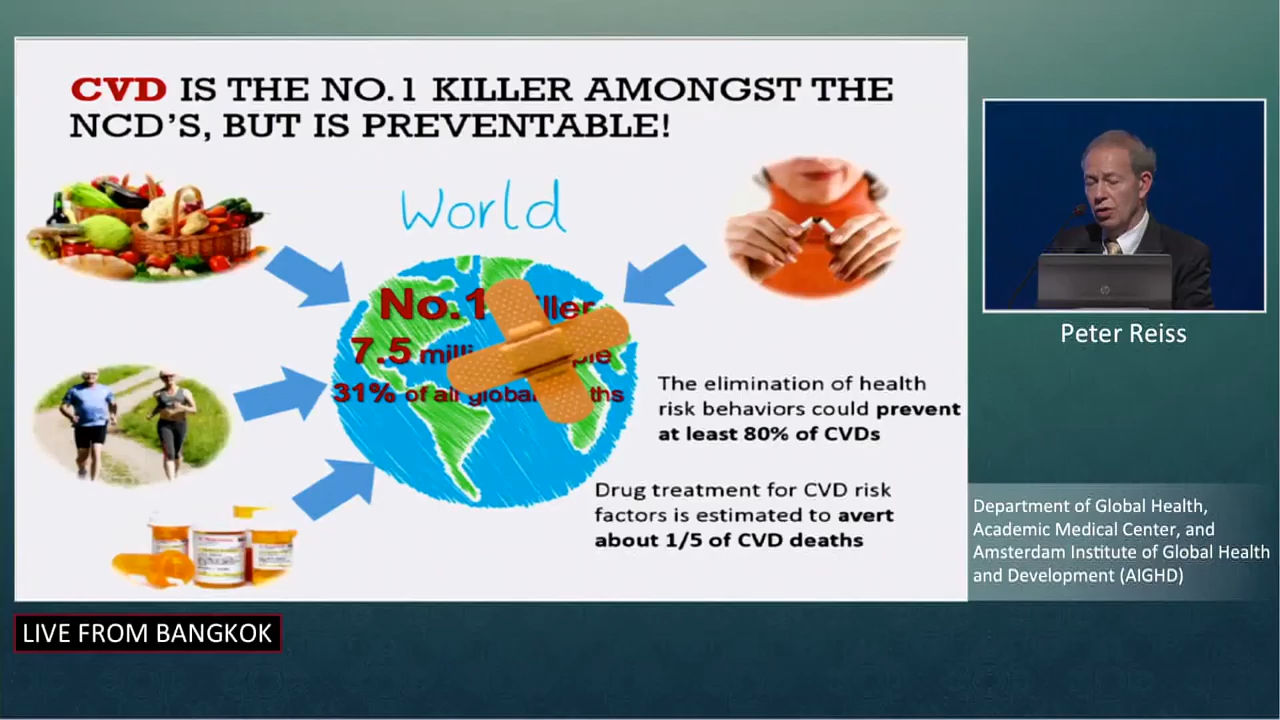 CVD IS THE NO.1 KILLER AMONGST THE
NCD'S, BUT IS PREVENTABLE!
World
No.1
7.5
31% of all global
The elimination of health
risk behaviors could prevent
at least 80% of CVDs
Drug treatment for CVD risk
factors is estimated to avert
about 1/5 of CVD deaths
Peter Reiss
Department of Global Health,
Academic Medical Center, and
Amsterdam Institute of Global Health
and Development (AIGHD)
LIVE FROM BANGKOK